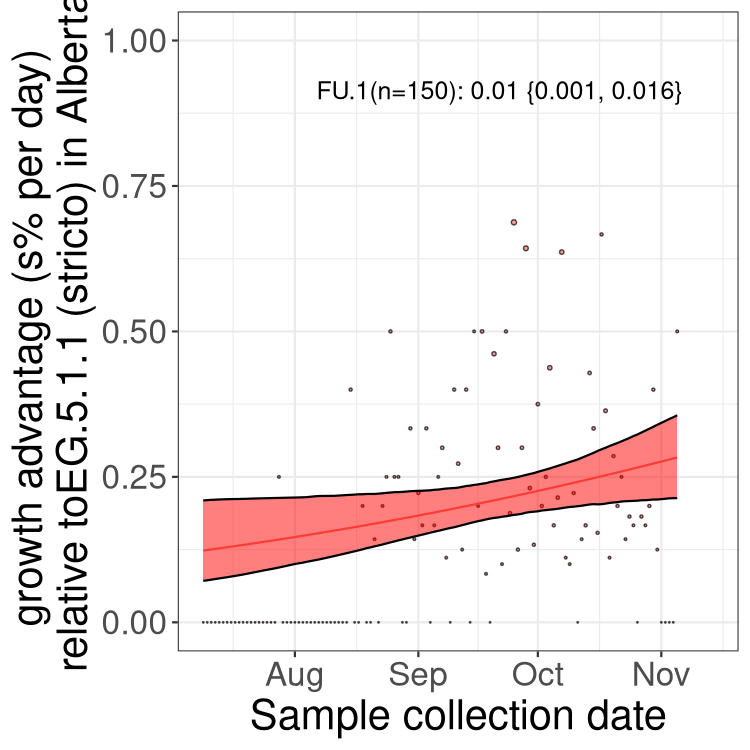 growth advantage (s% per day)
relative toEG.5.1.1 (stricto) in Alberta
1.00
0.75
0.50
0.25
0.00
FU.1(n=150): 0.01 {0.001, 0.016}
Aug Sep Oct Nov
Sample collection date